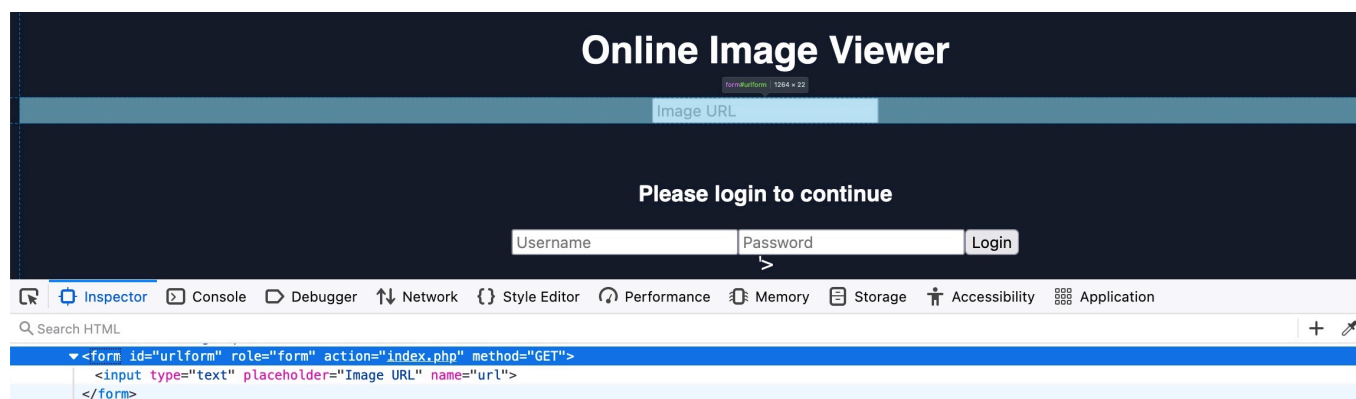 Online Image Viewer
form#urlform | 1264 × 22
Image URL
Please login to continue
Username Password Login
'>
Inspector Console Debugger Network {} Style Editor Performance Memory Storage Accessibility Application
Search HTML
<form id="urlform" role="form" action="index.php" method="GET">
<input type="text" placeholder="Image URL" name="url">
</form>